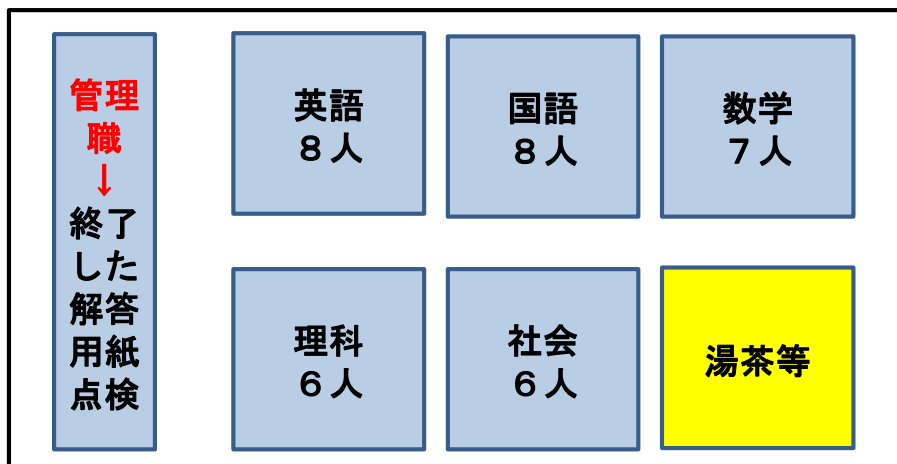 管理
職
↓
終了
した
解答
用紙
点検
英語
８人
国語
８人
数学
７人
理科
６人
社会
６人
湯茶等